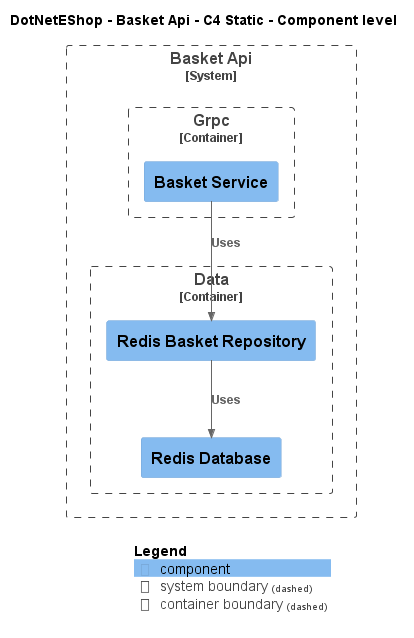 DotNetEShop - Basket Api - C4 Static - Component level
Basket Api
[System]
Grpc
[Container]
Basket Service
Uses
Data
[Container]
Redis Basket Repository
Uses
Redis Database
Legend
component
system boundary (dashed)
container boundary (dashed)